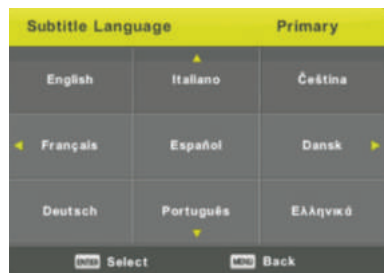 Subtitle Language Primary
English Italiano Čeština
Français Español Dansk
Deutsch Português Ελληνικά
ENTER Select MENU Back